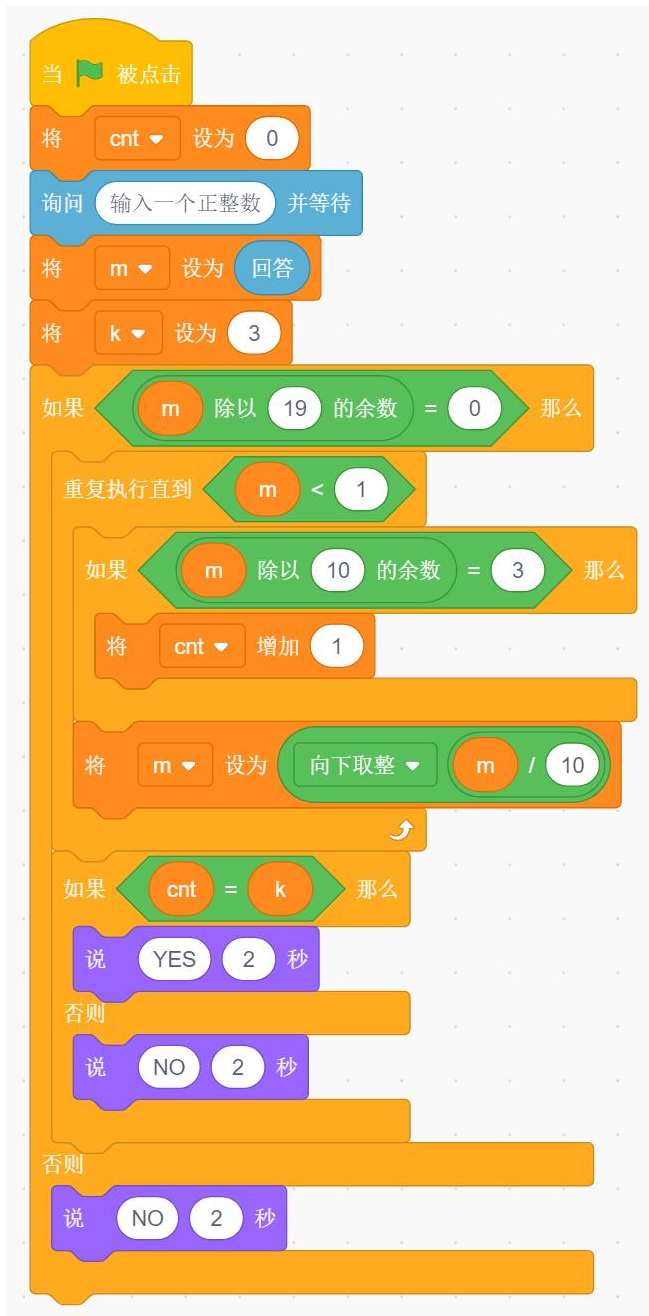 当 被点击
将 cnt 设为 0
询问 输入一个正整数 并等待
将 m 设为 回答
将 k 设为 3
如果 m 除以 19 的余数 = 0 那么
重复执行直到 m < 1
如果 m 除以 10 的余数 = 3 那么
将 cnt 增加 1
将 m 设为 向下取整 m / 10
如果 cnt = k 那么
说 YES 2 秒
否则
说 NO 2 秒
否则
说 NO 2 秒